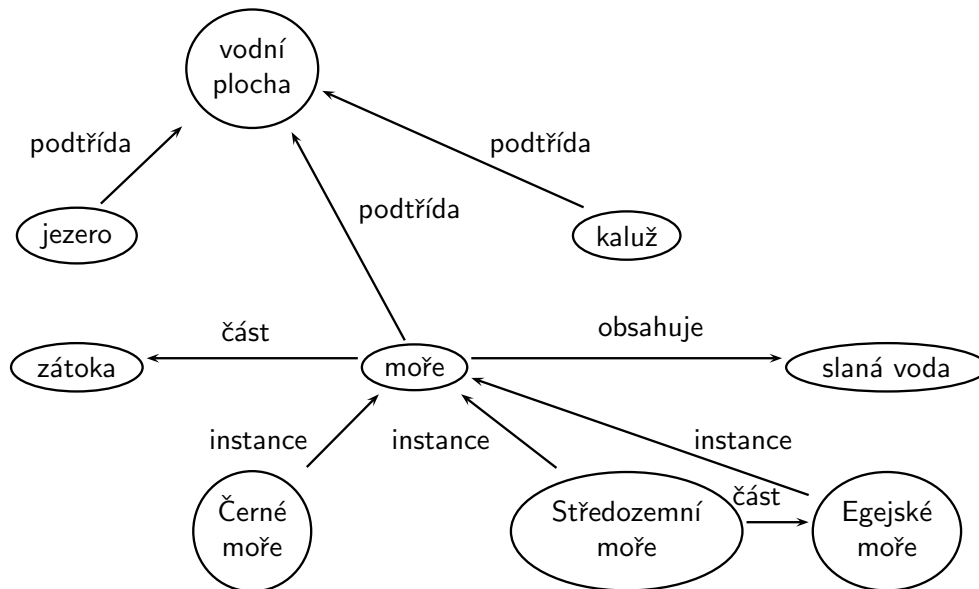 vodní
plocha
podtřída
podtřída
podtřída
jezero
kaluž
část
obsahuje
zátoka
moře
slaná voda
instance
instance
instance
část
Černé
moře
Středozemní
moře
Egejské
moře